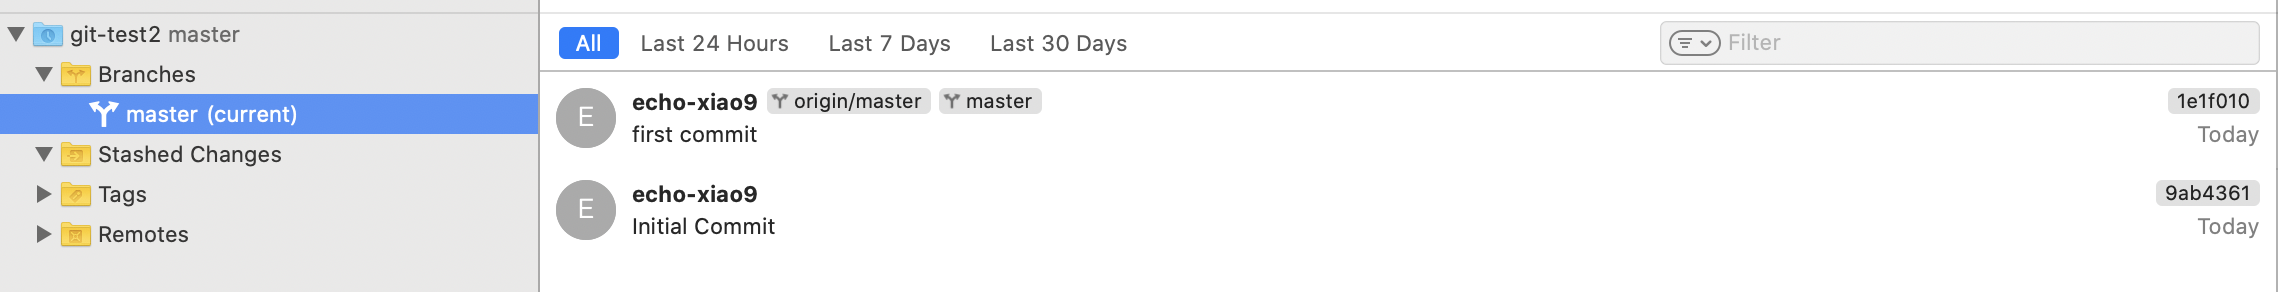 git-test2 master
Branches
master (current)
Stashed Changes
Tags
Remotes
All Last 24 Hours Last 7 Days Last 30 Days Filter
echo-xiao9 origin/master master 1e1f010
E
first commit Today
echo-xiao9 9ab4361
E
Initial Commit Today